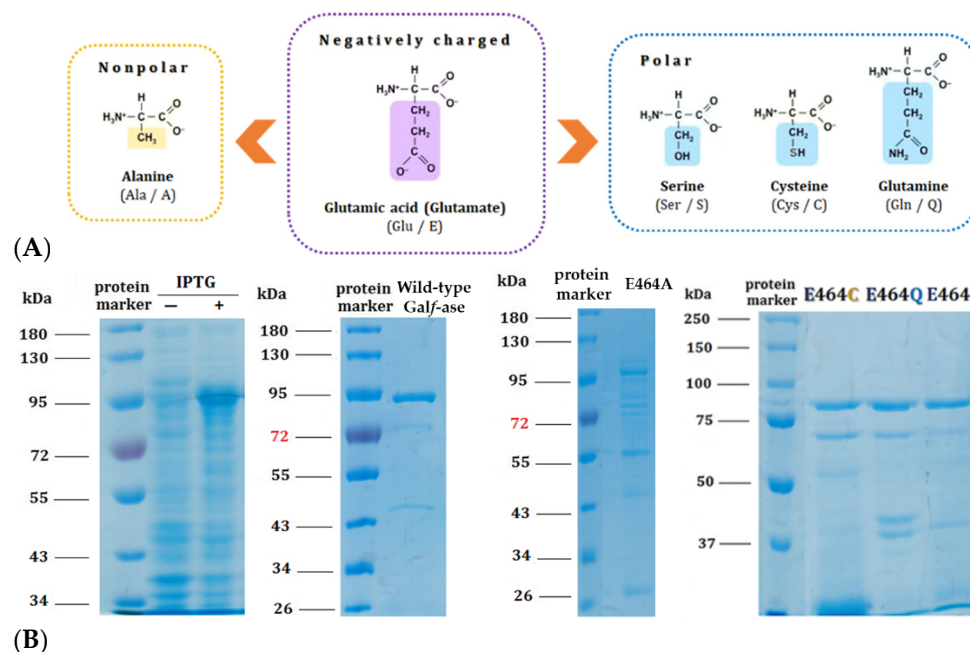 Nonpolar
H
H₃N⁺–C–C
O
O⁻
CH₃
Alanine
(Ala / A)
Negatively charged
H
H₃N⁺–C–C
O
O⁻
CH₂
CH₂
C
O⁻
O
Glutamic acid (Glutamate)
(Glu / E)
Polar
H
H₃N⁺–C–C
O
O⁻
CH₂
OH
Serine
(Ser / S)
H
H₃N⁺–C–C
O
O⁻
CH₂
SH
Cysteine
(Cys / C)
H
H₃N⁺–C–C
O
O⁻
CH₂
CH₂
C
NH₂
O
Glutamine
(Gln / Q)
(A)
kDa
protein
marker
IPTG
– +
180
130
95
72
55
43
34
kDa
protein
marker
Wild-type
Galf-ase
180
130
95
72
55
43
34
26
kDa
protein
marker
E464A
180
130
95
72
55
43
34
26
kDa
protein
marker
E464C E464Q E464
250
150
100
75
50
37
(B)